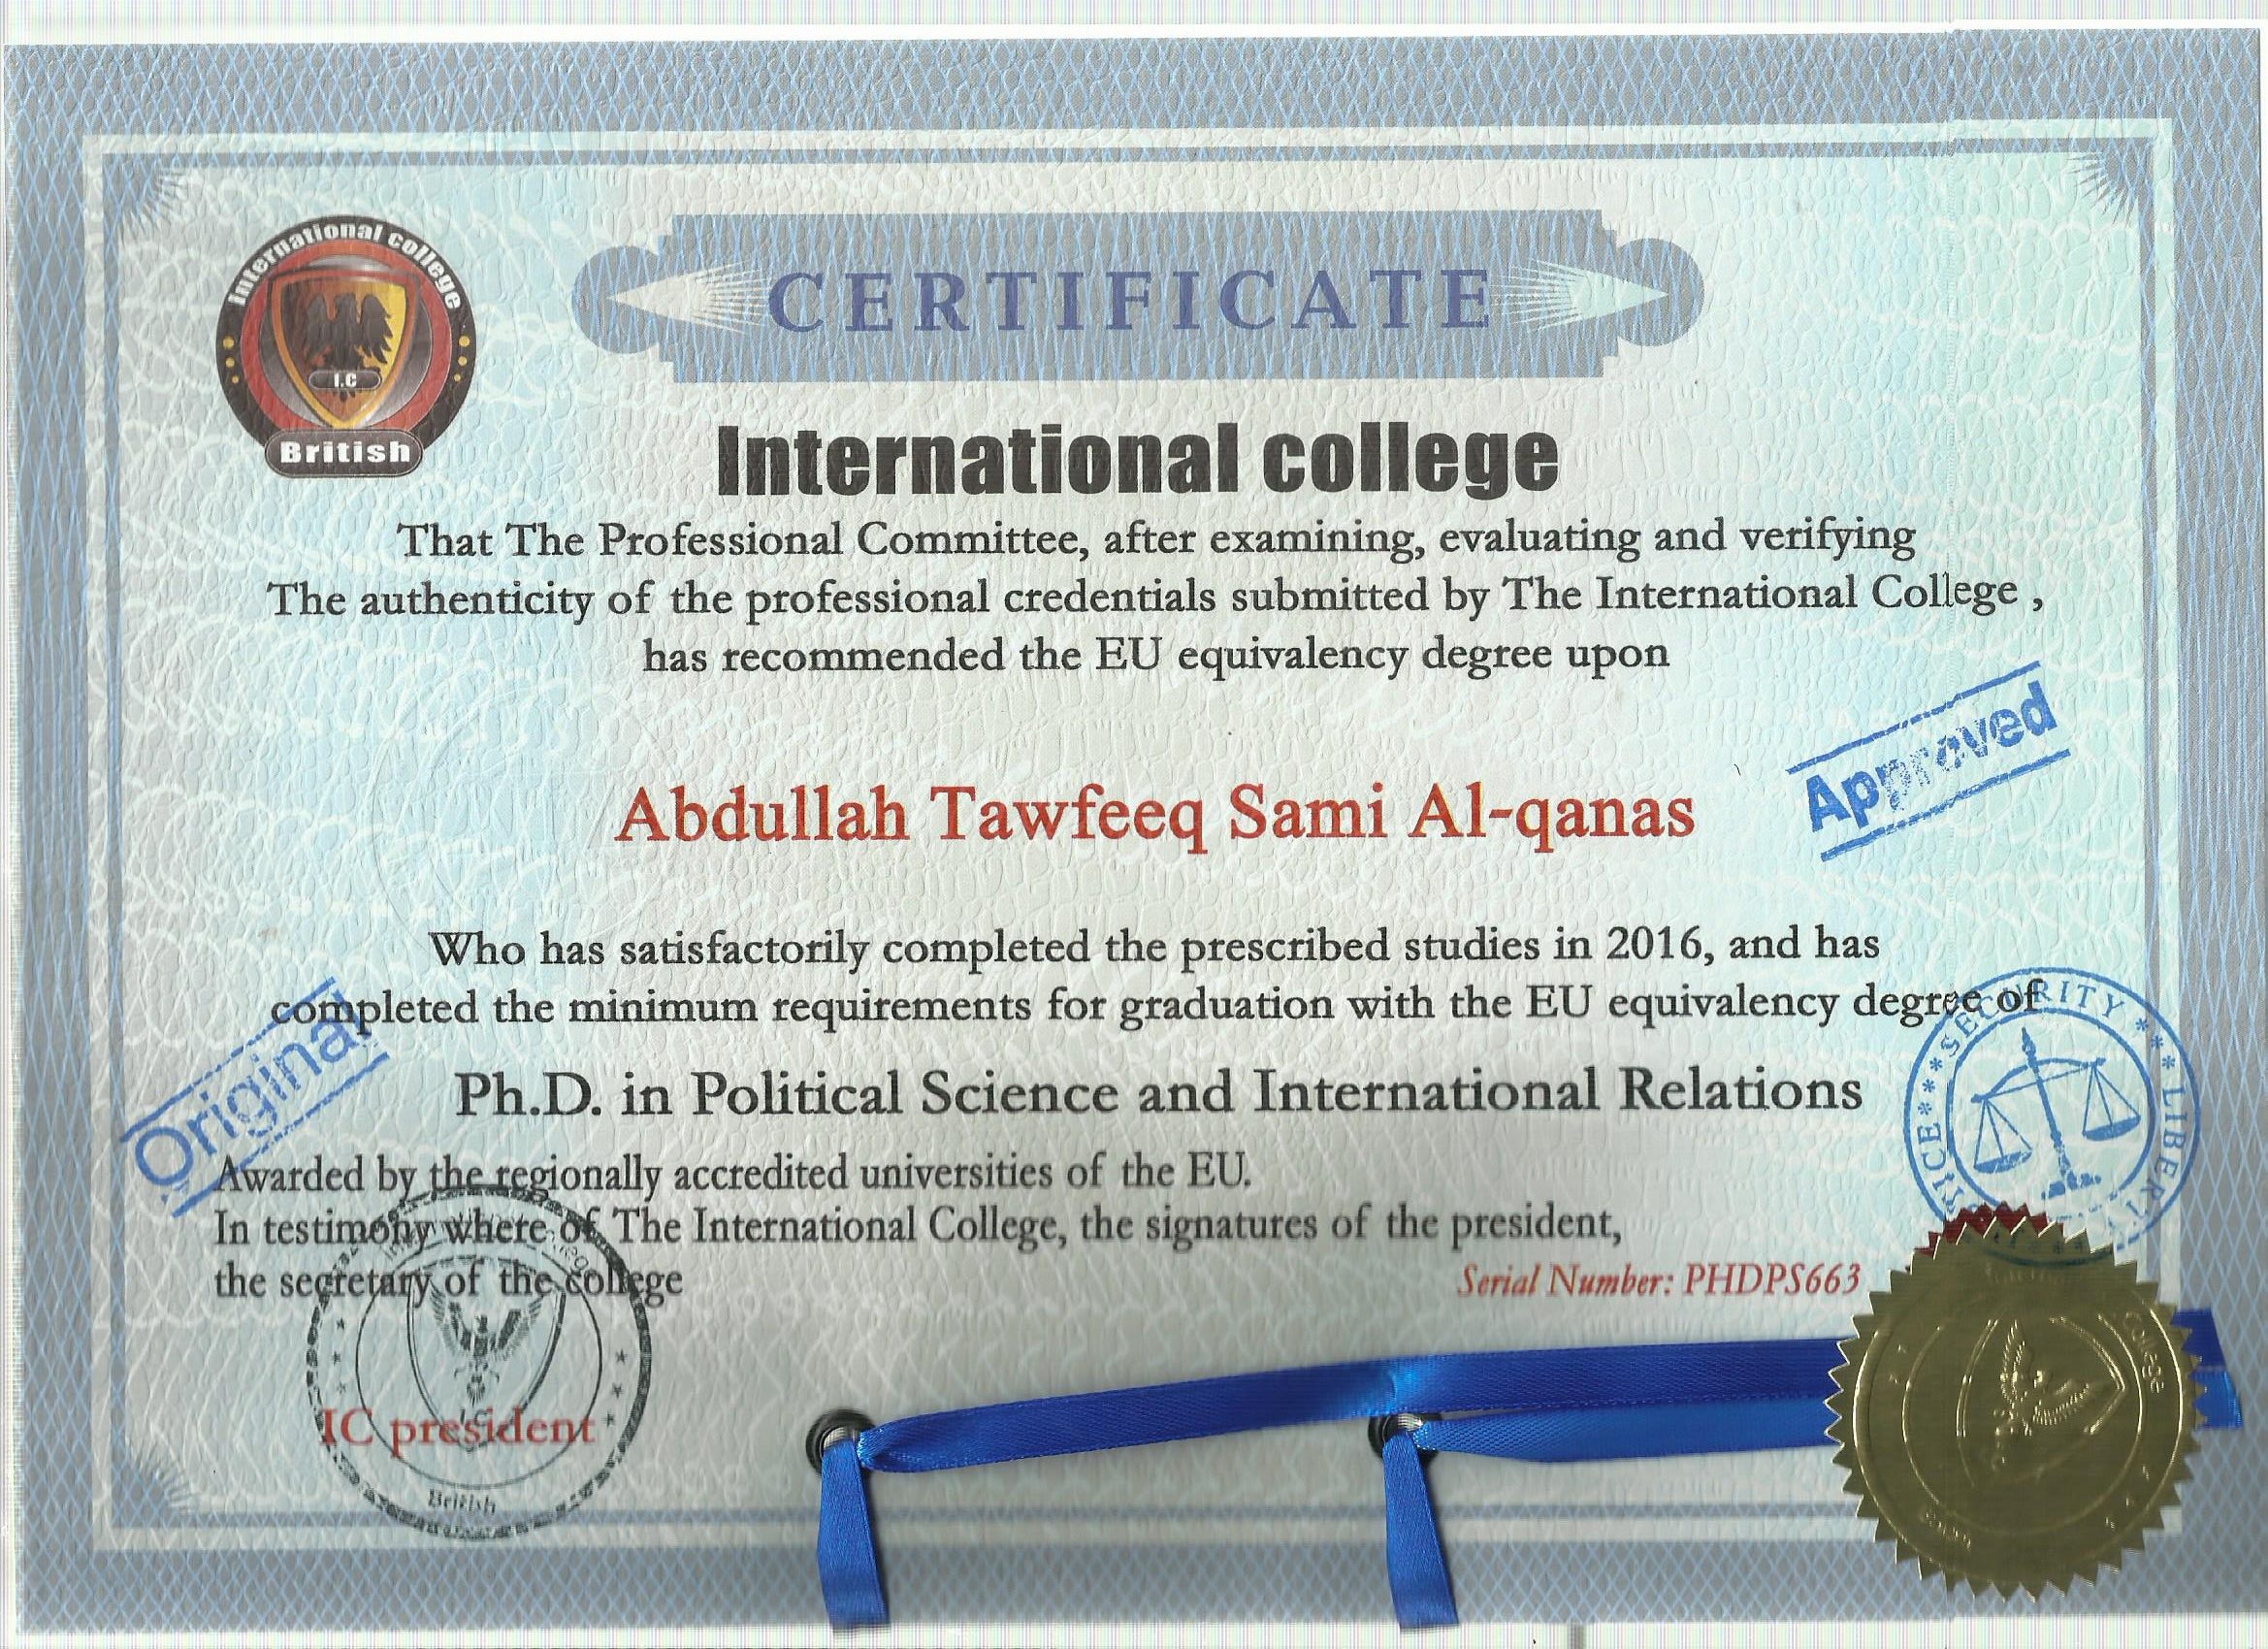 International college
I.C
British
CERTIFICATE
International college
That The Professional Committee, after examining, evaluating and verifying
The authenticity of the professional credentials submitted by The International College ,
has recommended the EU equivalency degree upon
Approved
Abdullah Tawfeeq Sami Al-qanas
Who has satisfactorily completed the prescribed studies in 2016, and has
completed the minimum requirements for graduation with the EU equivalency degree of
Original
SECURITY *** LIBERT
TICE***
Ph.D. in Political Science and International Relations
Awarded by the regionally accredited universities of the EU.
In testimony where of The International College, the signatures of the president,
the secretary of the college
Serial Number: PHDPS663
IC president
British
College